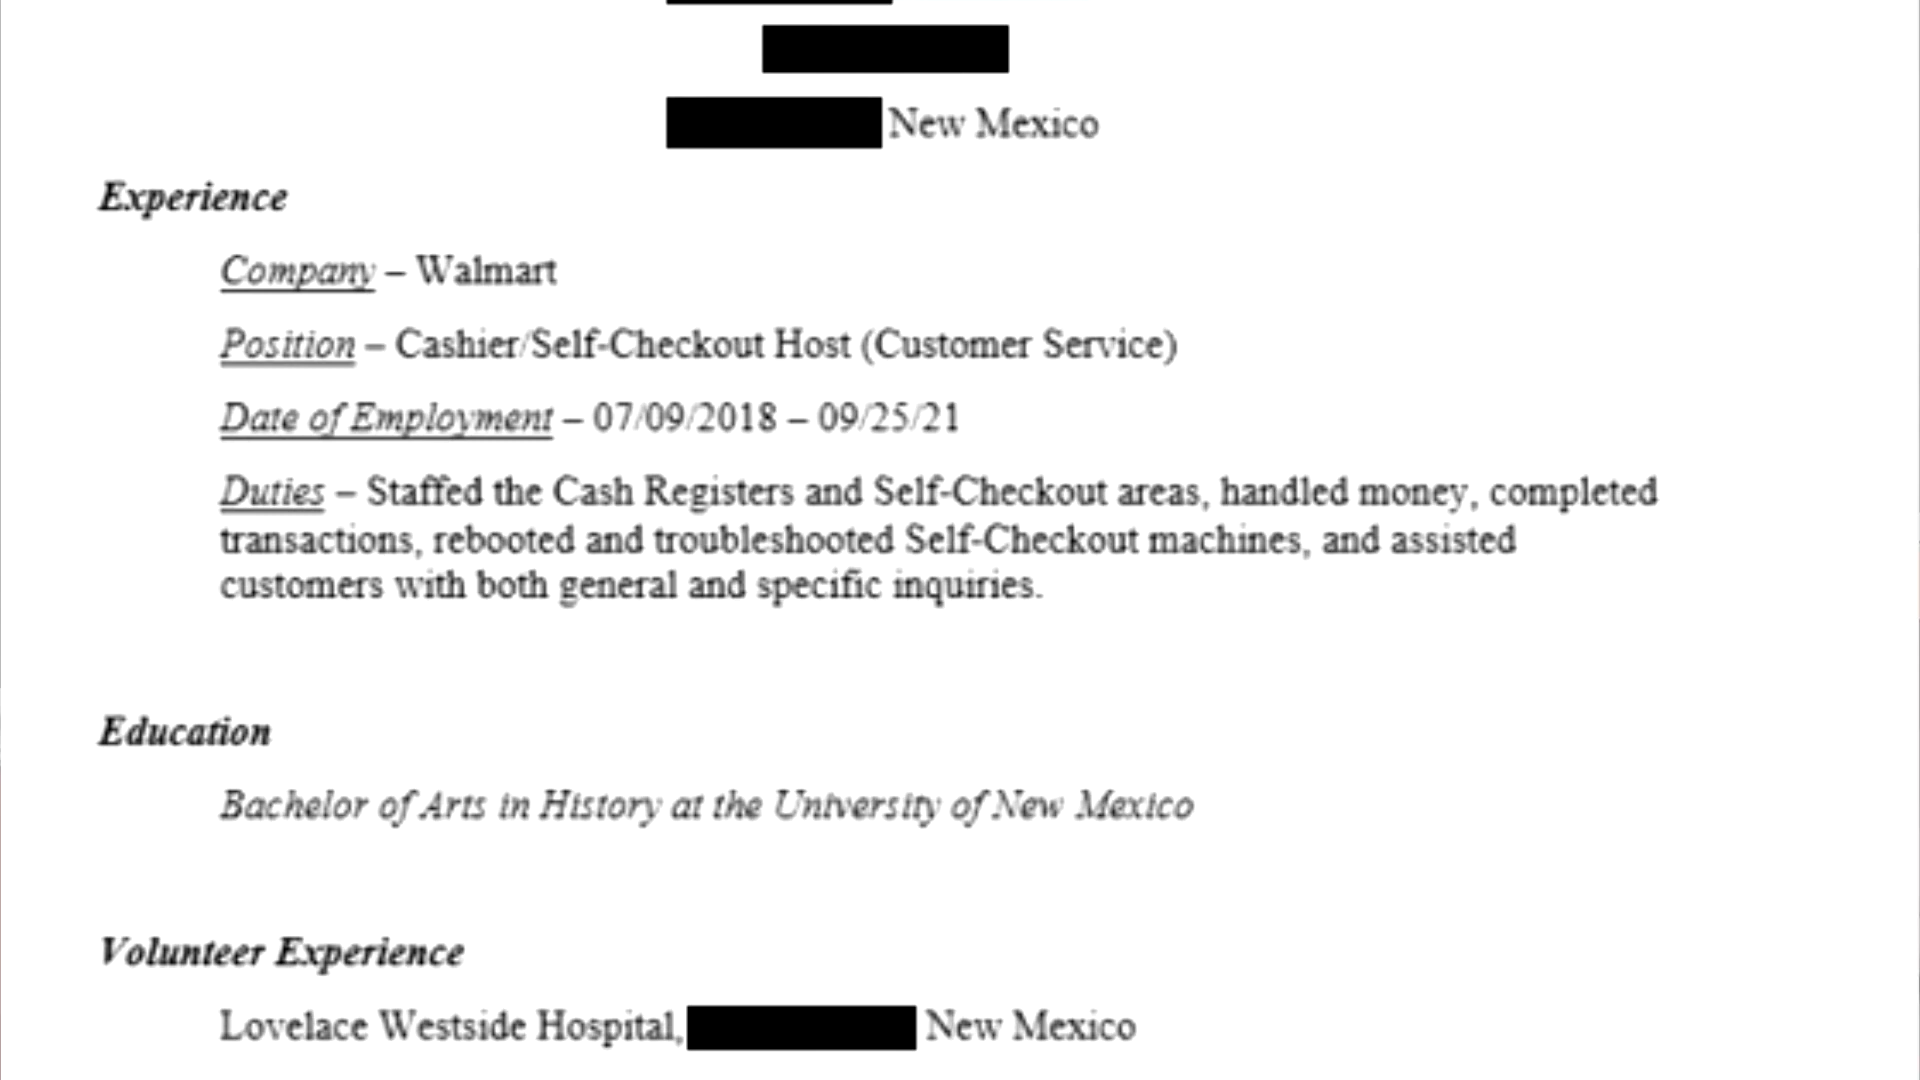 New Mexico
Experience
Company – Walmart
Position – Cashier/Self-Checkout Host (Customer Service)
Date of Employment – 07/09/2018 – 09/25/21
Duties – Staffed the Cash Registers and Self-Checkout areas, handled money, completed
transactions, rebooted and troubleshooted Self-Checkout machines, and assisted
customers with both general and specific inquiries.
Education
Bachelor of Arts in History at the University of New Mexico
Volunteer Experience
Lovelace Westside Hospital, New Mexico